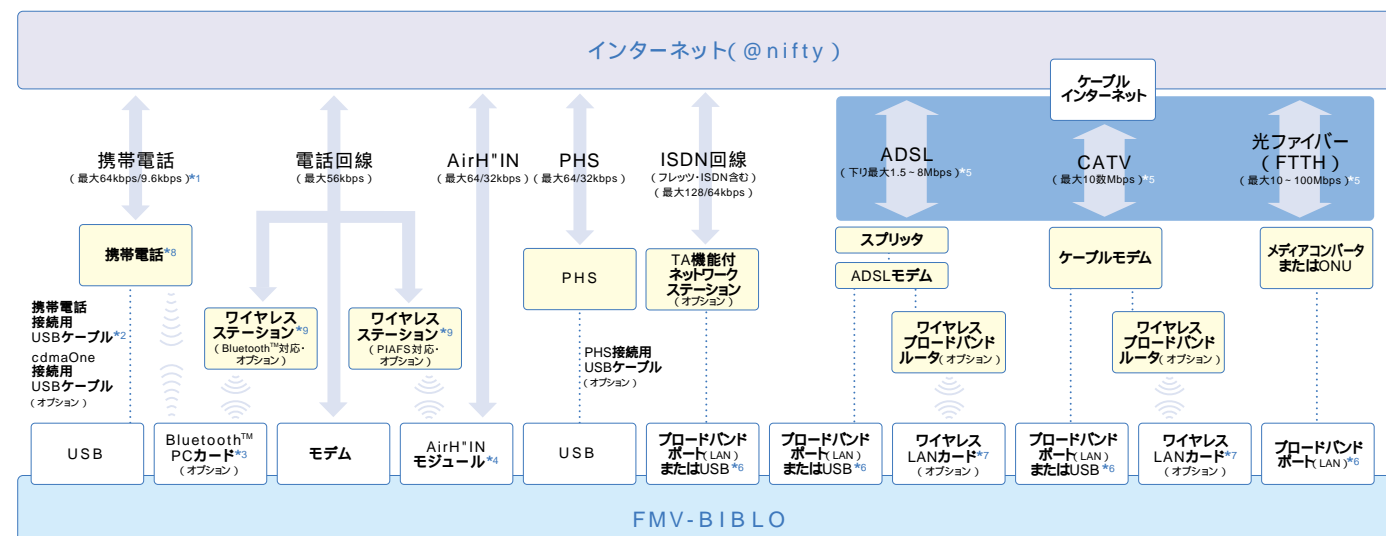 インターネット(@nifty)
ケーブル
インターネット
携帯電話
(最大64kbps/9.6kbps)*1
電話回線
(最大56kbps)
AirH"IN
(最大64/32kbps)
PHS
(最大64/32kbps)
ISDN回線
(フレッツ・ISDN含む)
(最大128/64kbps)
ADSL
(下り最大1.5~8Mbps)*5
CATV
(最大10数Mbps)*5
光ファイバー
(FTTH)
(最大10~100Mbps)*5
携帯電話*8
PHS
TA機能付
ネットワーク
ステーション
(オプション)
スプリッタ
ADSLモデム
ケーブルモデム
メディアコンバータ
またはONU
携帯電話
接続用
USBケーブル*2
cdmaOne
接続用
USBケーブル
(オプション)
ワイヤレス
ステーション*9
(Bluetooth™対応・
オプション)
ワイヤレス
ステーション*9
(PIAFS対応・
オプション)
PHS接続用
USBケーブル
(オプション)
ワイヤレス
ブロードバンド
ルータ(オプション)
ワイヤレス
ブロードバンド
ルータ(オプション)
USB
Bluetooth™
PCカード*3
(オプション)
モデム
AirH"IN
モジュール*4
USB
ブロードバンド
ポート(LAN)
またはUSB*6
ブロードバンド
ポート(LAN)
またはUSB*6
ワイヤレス
LANカード*7
(オプション)
ブロードバンド
ポート(LAN)
またはUSB*6
ワイヤレス
LANカード*7
(オプション)
ブロードバンド
ポート(LAN)*6
FMV-BIBLO